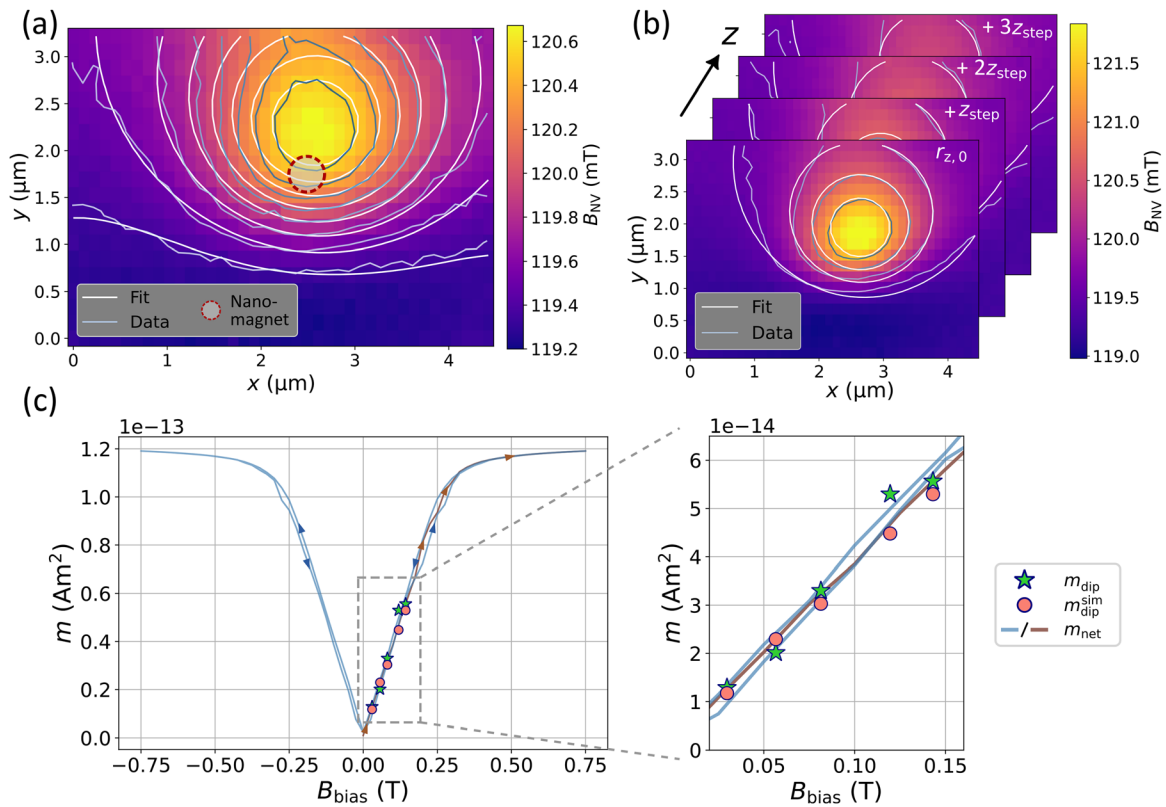 (a)
3.0
2.5
2.0
1.5
1.0
0.5
0.0
y (μm)
0
1
2
3
4
x (μm)
Fit
Data
Nano-
magnet
120.6
120.4
120.2
120.0
119.8
119.6
119.4
119.2
B_NV (mT)
(b)
z
+ 3z_step
+ 2z_step
+ z_step
r_z, 0
3.0
2.5
2.0
1.5
1.0
0.5
0.0
y (μm)
0
1
2
3
4
x (μm)
Fit
Data
121.5
121.0
120.5
120.0
119.5
119.0
B_NV (mT)
(c)
1e−13
1.2
1.0
0.8
0.6
0.4
0.2
0.0
m (Am²)
−0.75
−0.50
−0.25
0.00
0.25
0.50
0.75
B_bias (T)
1e−14
6
5
4
3
2
1
0
m (Am²)
0.05
0.10
0.15
B_bias (T)
m_dip
m_dip^sim
/ m_net